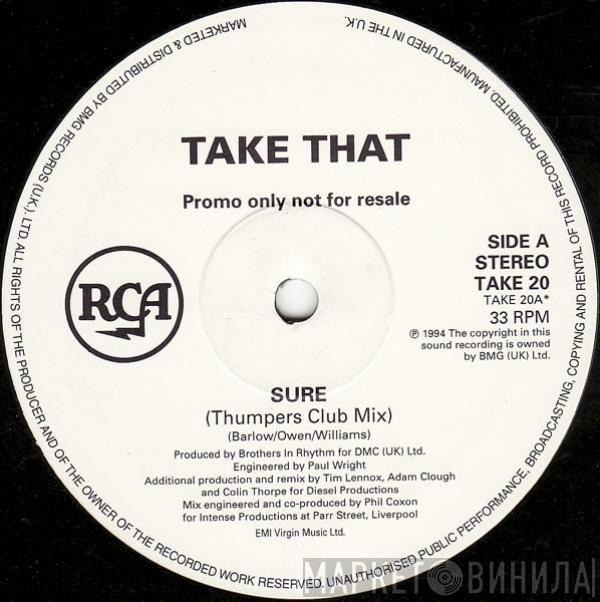 MARKETED & DISTRIBUTED BY BMG RECORDS (U.K.), LTD. ALL RIGHTS OF THE PRODUCER AND OF THE OWNER OF THE RECORDED WORK RESERVED. UNAUTHORISED PUBLIC PERFORMANCE, BROADCASTING, COPYING AND RENTAL OF THIS RECORD PROHIBITED. MAUNFACTURED IN THE U.K.
TAKE THAT
Promo only not for resale
RCA
SIDE A
STEREO
TAKE 20
TAKE 20A*
33 RPM
℗ 1994 The copyright in this
sound recording is owned
by BMG (UK) Ltd.
SURE
(Thumpers Club Mix)
(Barlow/Owen/Williams)
Produced by Brothers In Rhythm for DMC (UK) Ltd.
Engineered by Paul Wright
Additional production and remix by Tim Lennox, Adam Clough
and Colin Thorpe for Diesel Productions
Mix engineered and co-produced by Phil Coxon
for Intense Productions at Parr Street, Liverpool
EMI Virgin Music Ltd.
МАРКЕТ ВИНИЛА